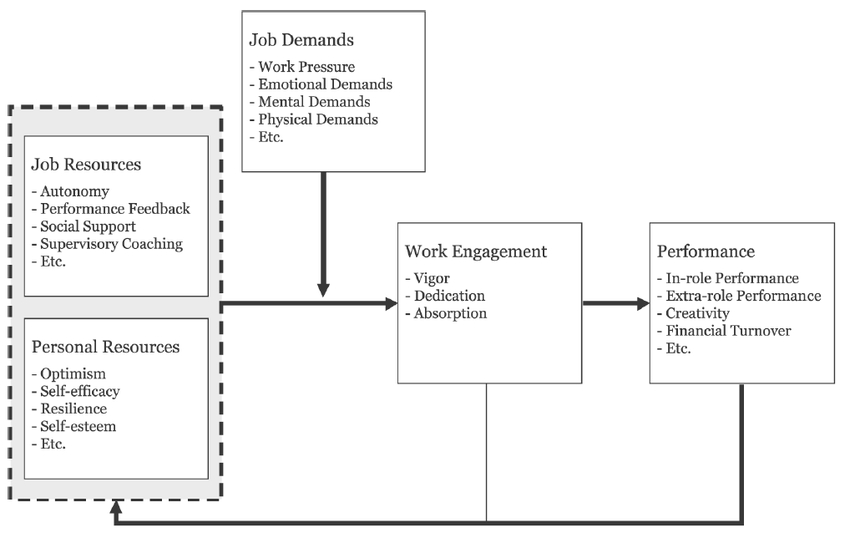 Job Demands
- Work Pressure
- Emotional Demands
- Mental Demands
- Physical Demands
- Etc.
Job Resources
- Autonomy
- Performance Feedback
- Social Support
- Supervisory Coaching
- Etc.
Personal Resources
- Optimism
- Self-efficacy
- Resilience
- Self-esteem
- Etc.
Work Engagement
- Vigor
- Dedication
- Absorption
Performance
- In-role Performance
- Extra-role Performance
- Creativity
- Financial Turnover
- Etc.